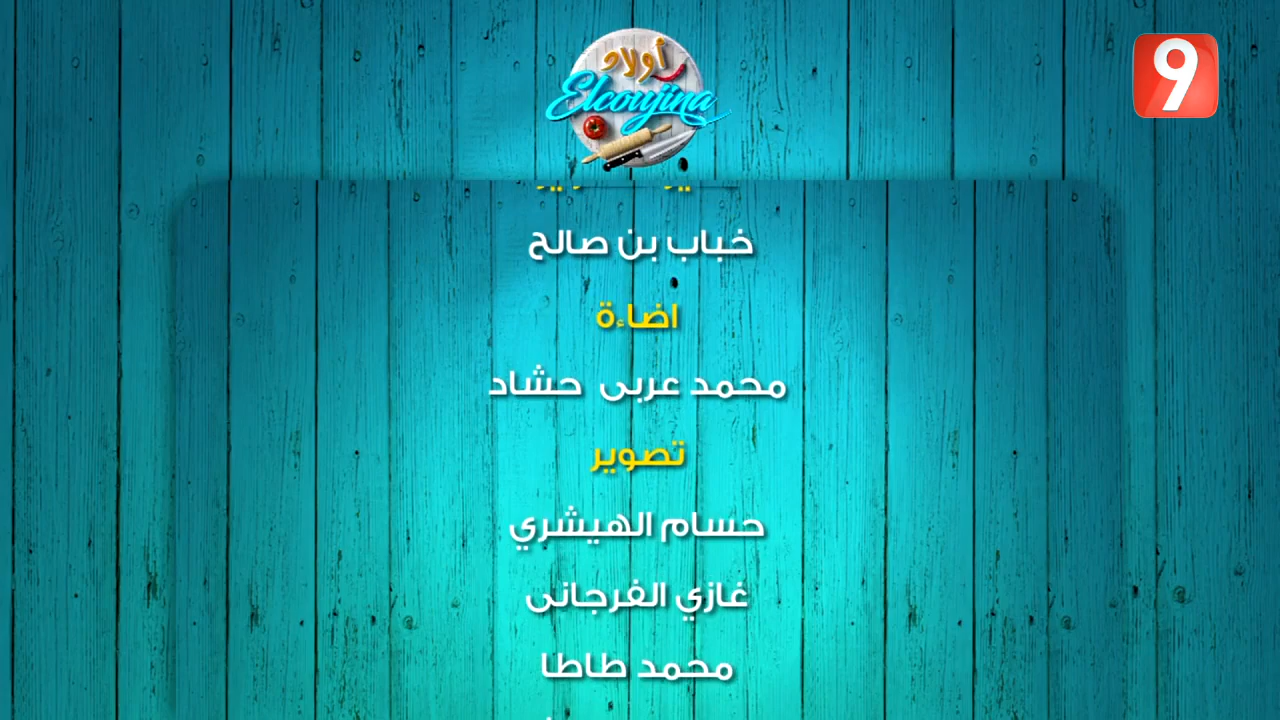 أولاد
Elcoujina
9
خباب بن صالح
اضاءة
محمد عربى حشاد
تصوير
حسام الهيشري
غازي الفرجانى
محمد طاطا